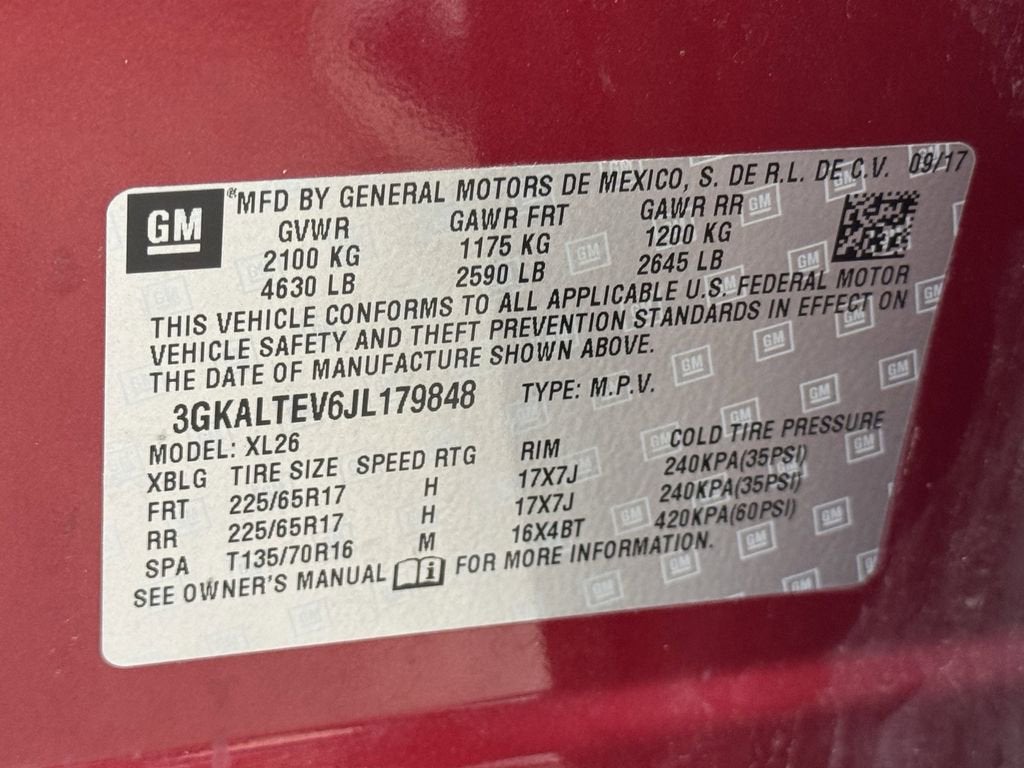 GM ®MFD BY GENERAL MOTORS DE MEXICO, S. DE R.L. DE C.V. 09/17
GVWR GAWR FRT GAWR RR
2100 KG 1175 KG 1200 KG
4630 LB 2590 LB 2645 LB
THIS VEHICLE CONFORMS TO ALL APPLICABLE U.S. FEDERAL MOTOR
VEHICLE SAFETY AND THEFT PREVENTION STANDARDS IN EFFECT ON
THE DATE OF MANUFACTURE SHOWN ABOVE.
3GKALTEV6JL179848 TYPE: M.P.V.
MODEL: XL26
XBLG TIRE SIZE SPEED RTG RIM COLD TIRE PRESSURE
FRT 225/65R17 H 17X7J 240KPA(35PSI)
RR 225/65R17 H 17X7J 240KPA(35PSI)
SPA T135/70R16 M 16X4BT 420KPA(60PSI)
SEE OWNER'S MANUAL FOR MORE INFORMATION.